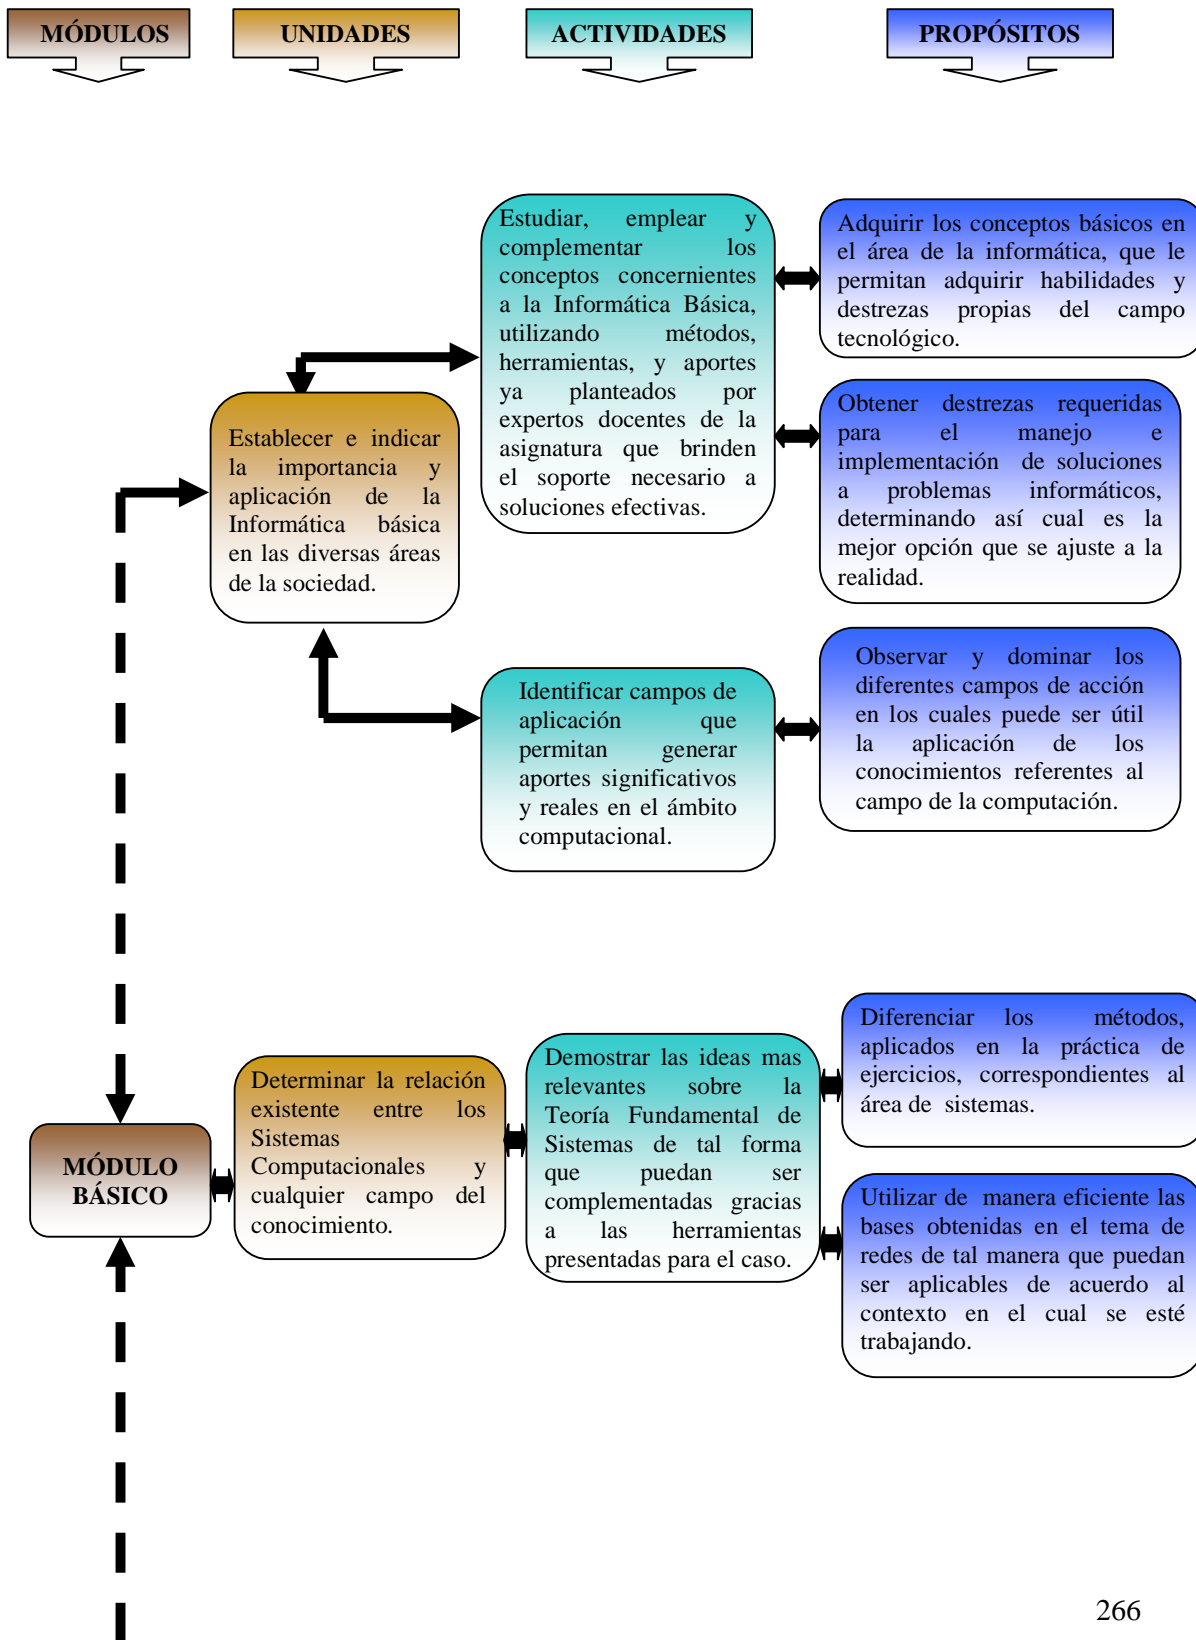 MÓDULOS
UNIDADES
ACTIVIDADES
PROPÓSITOS
Estudiar, emplear y
complementar los
conceptos concernientes
a la Informática Básica,
utilizando métodos,
herramientas, y aportes
ya planteados por
expertos docentes de la
asignatura que brinden
el soporte necesario a
soluciones efectivas.
Adquirir los conceptos básicos en
el área de la informática, que le
permitan adquirir habilidades y
destrezas propias del campo
tecnológico.
Establecer e indicar
la importancia y
aplicación de la
Informática básica
en las diversas áreas
de la sociedad.
Obtener destrezas requeridas
para el manejo e
implementación de soluciones
a problemas informáticos,
determinando así cual es la
mejor opción que se ajuste a la
realidad.
Identificar campos de
aplicación que
permitan generar
aportes significativos
y reales en el ámbito
computacional.
Observar y dominar los
diferentes campos de acción
en los cuales puede ser útil
la aplicación de los
conocimientos referentes al
campo de la computación.
MÓDULO
BÁSICO
Determinar la relación
existente entre los
Sistemas
Computacionales y
cualquier campo del
conocimiento.
Demostrar las ideas mas
relevantes sobre la
Teoría Fundamental de
Sistemas de tal forma
que puedan ser
complementadas gracias
a las herramientas
presentadas para el caso.
Diferenciar los métodos,
aplicados en la práctica de
ejercicios, correspondientes al
área de sistemas.
Utilizar de manera eficiente las
bases obtenidas en el tema de
redes de tal manera que puedan
ser aplicables de acuerdo al
contexto en el cual se esté
trabajando.
266